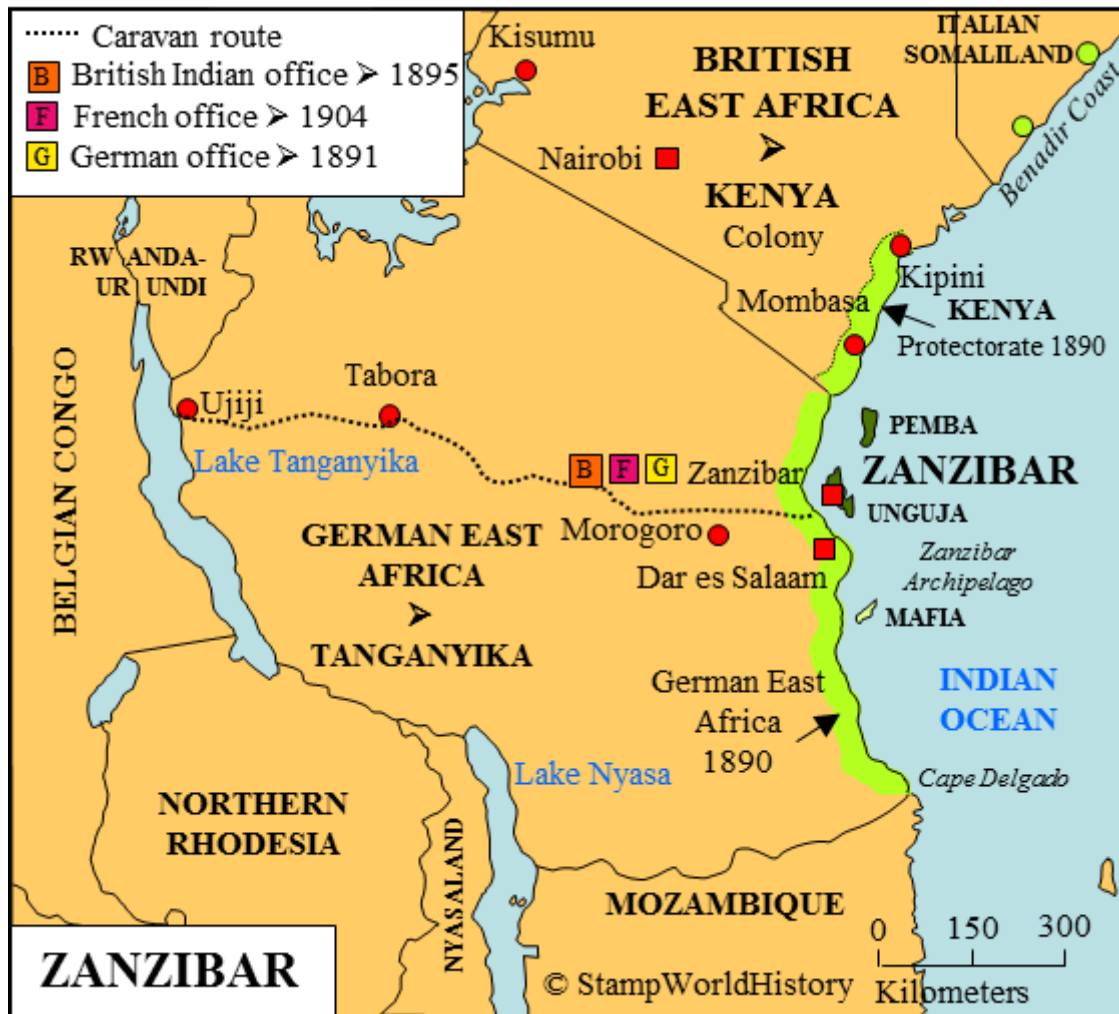 Caravan route
B British Indian office ➢ 1895
F French office ➢ 1904
G German office ➢ 1891
Kisumu
ITALIAN
SOMALILAND
BRITISH
EAST AFRICA
➢
KENYA
Colony
Nairobi
Benadir Coast
RWANDA-
URUNDI
Kipini
Mombasa
KENYA
Protectorate 1890
BELGIAN CONGO
Ujiji
Tabora
Lake Tanganyika
PEMBA
B F G Zanzibar
ZANZIBAR
UNGUJA
Morogoro
Dar es Salaam
Zanzibar
Archipelago
MAFIA
GERMAN EAST
AFRICA
➢
TANGANYIKA
German East
Africa
1890
INDIAN
OCEAN
Lake Nyasa
Cape Delgado
NORTHERN
RHODESIA
NYASALAND
MOZAMBIQUE
0 150 300
Kilometers
ZANZIBAR
© StampWorldHistory